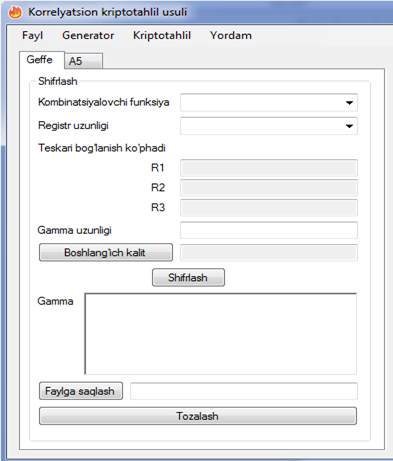 Korrelyatsion kriptotahlil usuli
Fayl Generator Kriptotahlil Yordam
Geffe A5
Shifrlash
Kombinatsiyalovchi funksiya
Registr uzunligi
Teskari bog'lanish ko'phadi
R1
R2
R3
Gamma uzunligi
Boshlang'ich kalit
Shifrlash
Gamma
Faylga saqlash
Tozalash